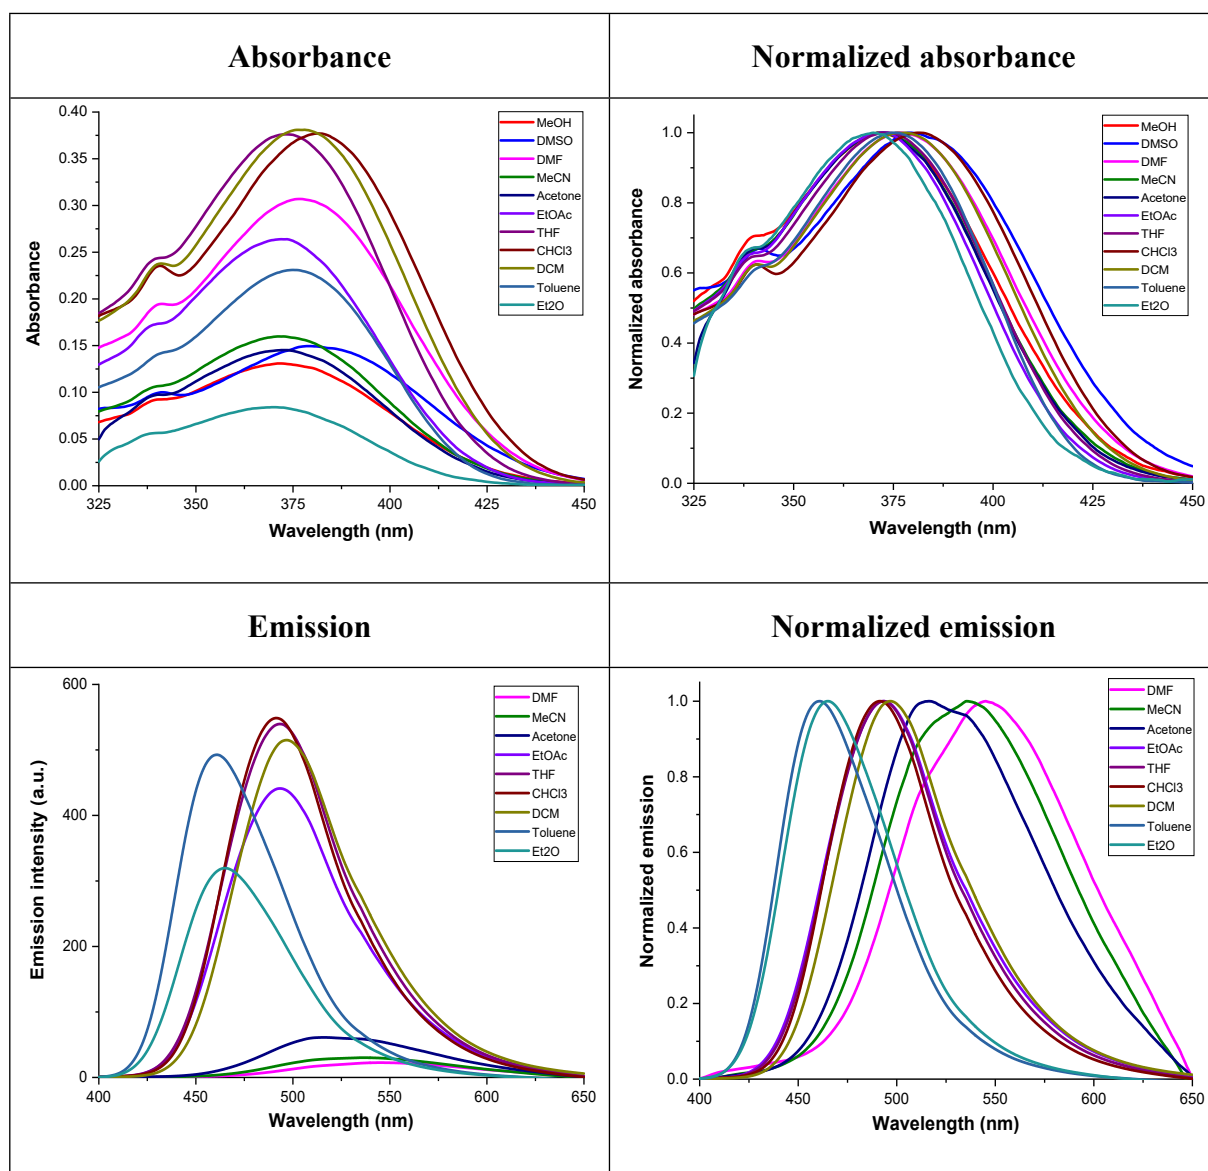 Absorbance
Normalized absorbance
0.40
0.35
0.30
0.25
0.20
0.15
0.10
0.05
0.00
325
350
375
400
425
450
Absorbance
Wavelength (nm)
MeOH
DMSO
DMF
MeCN
Acetone
EtOAc
THF
CHCl3
DCM
Toluene
Et2O
1.0
0.8
0.6
0.4
0.2
0.0
325
350
375
400
425
450
Normalized absorbance
Wavelength (nm)
MeOH
DMSO
DMF
MeCN
Acetone
EtOAc
THF
CHCl3
DCM
Toluene
Et2O
Emission
Normalized emission
600
400
200
0
400
450
500
550
600
650
Emission intensity (a.u.)
Wavelength (nm)
DMF
MeCN
Acetone
EtOAc
THF
CHCl3
DCM
Toluene
Et2O
1.0
0.8
0.6
0.4
0.2
0.0
400
450
500
550
600
650
Normalized emission
Wavelength (nm)
DMF
MeCN
Acetone
EtOAc
THF
CHCl3
DCM
Toluene
Et2O